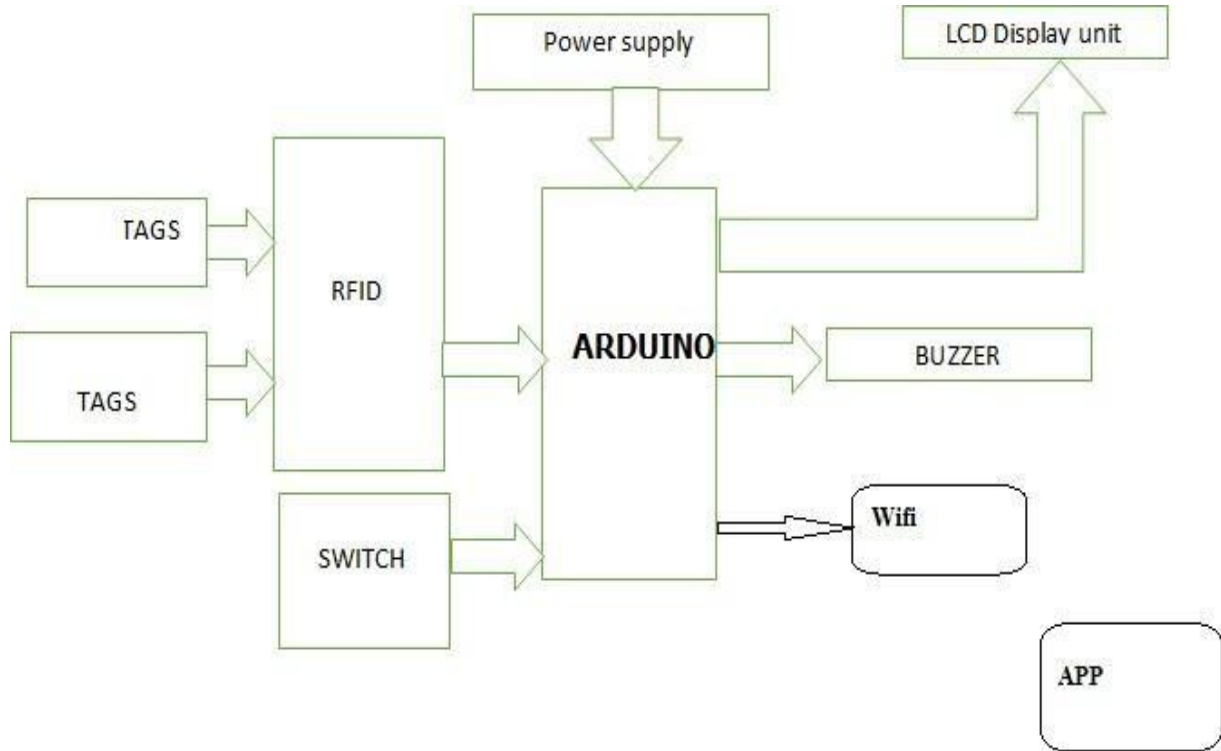 Power supply
LCD Display unit
TAGS
RFID
ARDUINO
BUZZER
TAGS
Wifi
SWITCH
APP